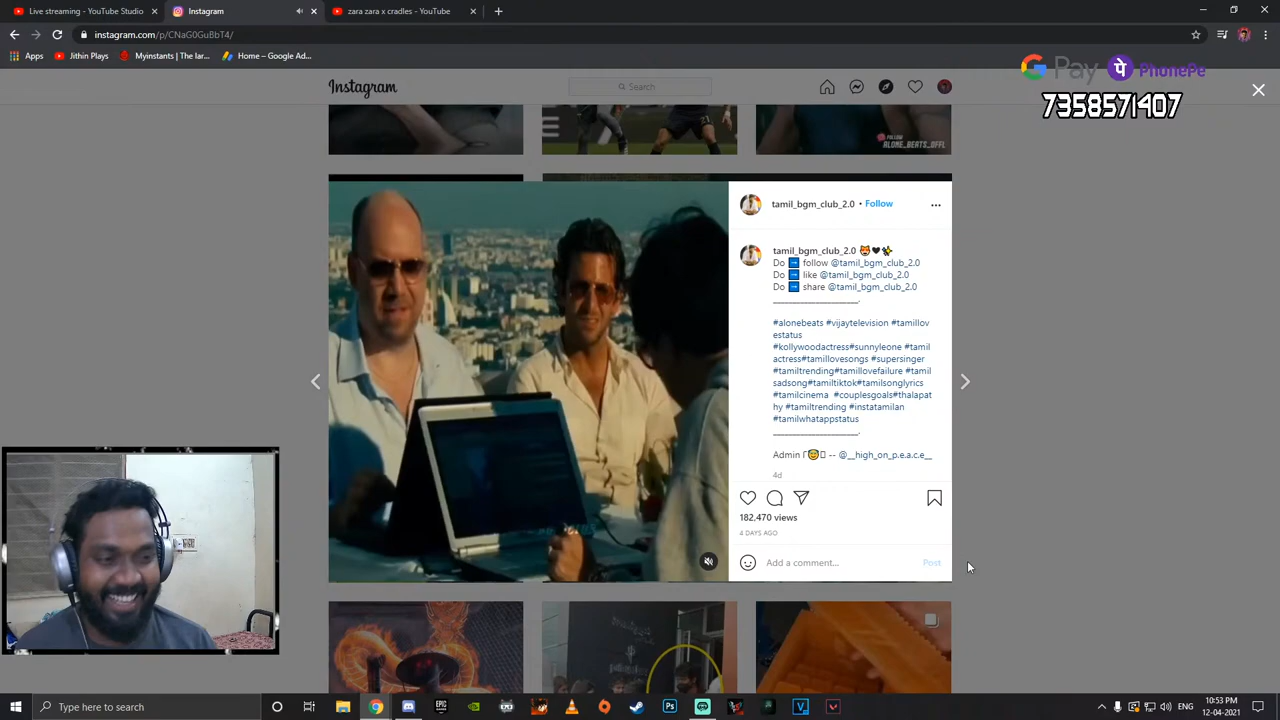 Live streaming - YouTube Studio
Instagram
zara zara x cradles - YouTube
instagram.com/p/CNaG0GuBbT4/
Apps
Jithin Plays
Myinstants | The lar...
Home – Google Ad...
G Pay
PhonePe
7358571407
Instagram
Search
FOLLOW
ALONE_BEATS_OFFL
tamil_bgm_club_2.0 • Follow
tamil_bgm_club_2.0
Do follow @tamil_bgm_club_2.0
Do like @tamil_bgm_club_2.0
Do share @tamil_bgm_club_2.0
#alonebeats #vijaytelevision #tamillov
estatus
#kollywoodactress#sunnyleone #tamil
actress#tamillovesongs #supersinger
#tamiltrending#tamillovefailure #tamil
sadsong#tamiltiktok#tamilsonglyrics
#tamilcinema #couplesgoals#thalapat
hy #tamiltrending #instatamilan
#tamilwhatappstatus
Admin -- @__high_on_p.e.a.c.e__
4d
182,470 views
4 DAYS AGO
Add a comment...
Post
Type here to search
EPIC
ENG
10:53 PM
12-04-2021